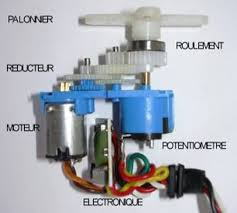 PALONNIER
ROULEMENT
REDUCTEUR
MOTEUR
POTENTIOMETRE
ELECTRONIQUE